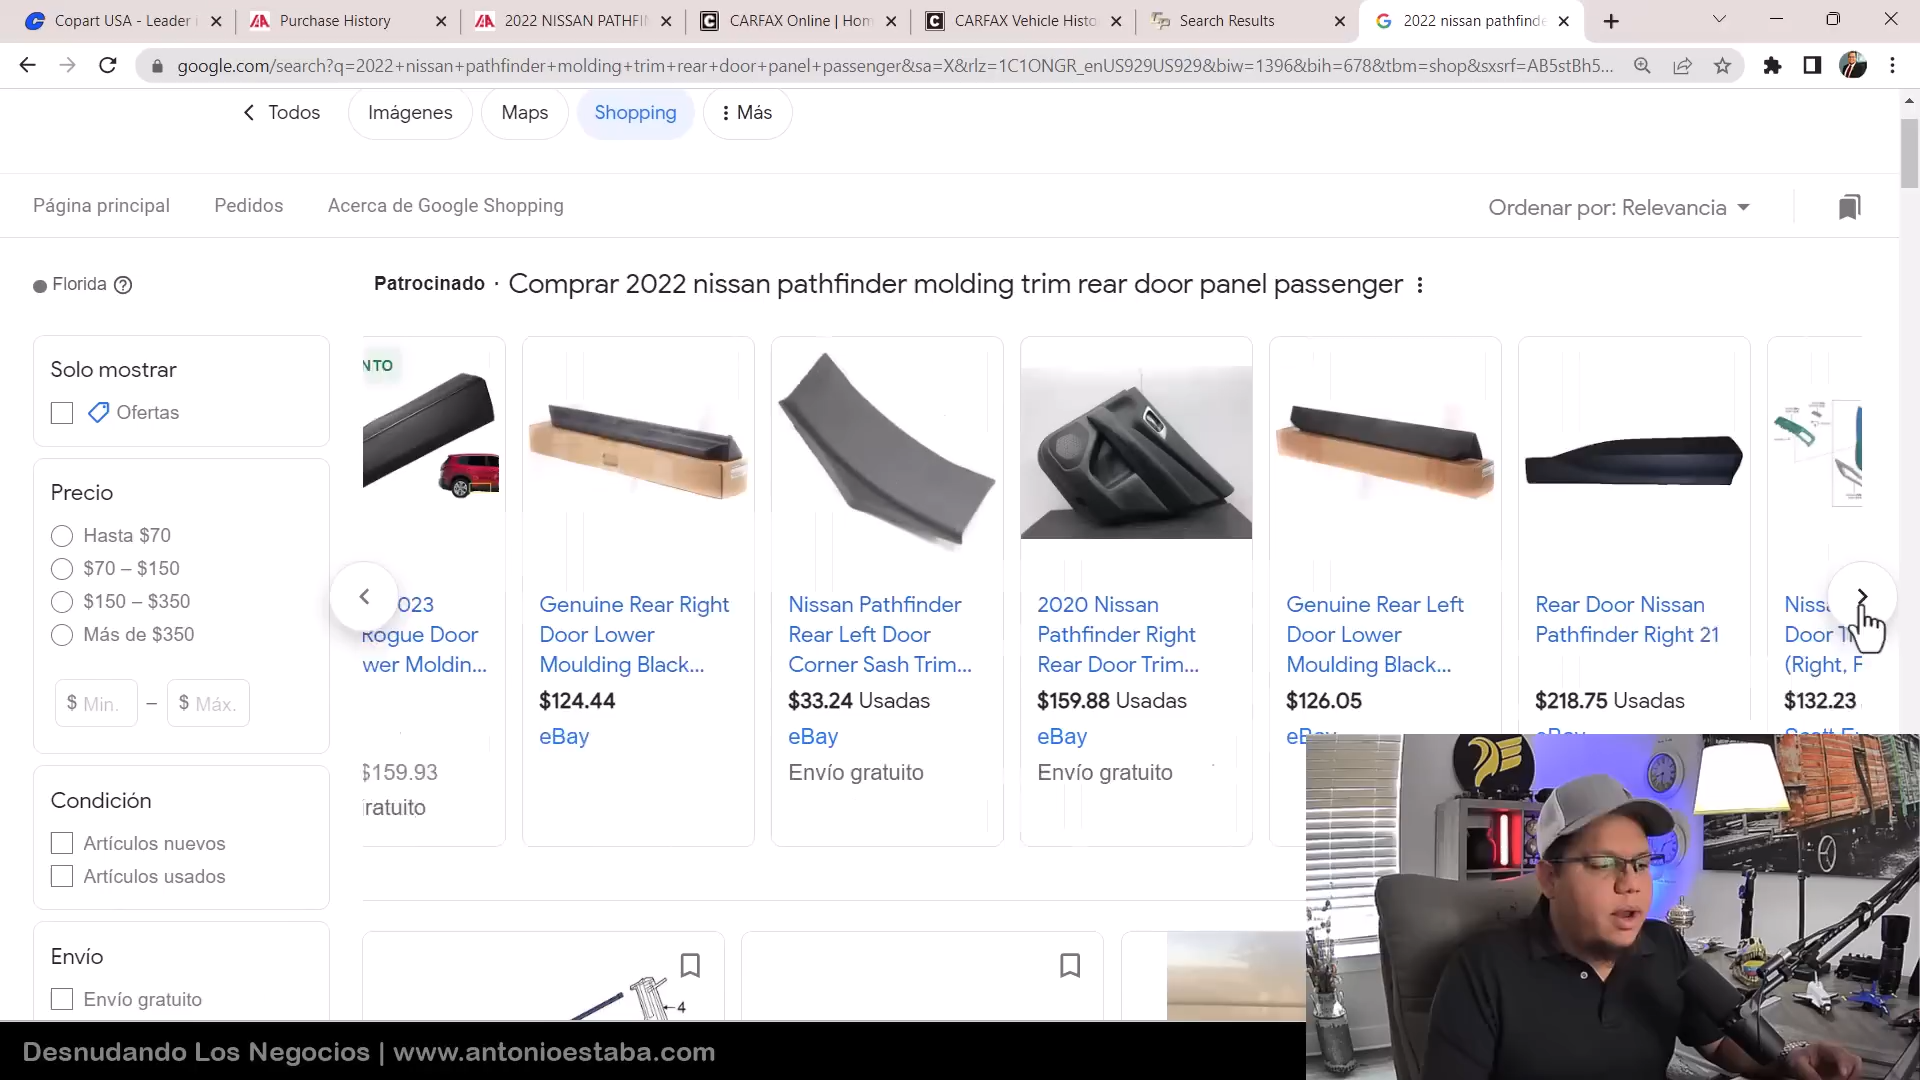 Copart USA - Leader i
Purchase History
2022 NISSAN PATHFIN
CARFAX Online | Hom
CARFAX Vehicle Histo
Search Results
2022 nissan pathfinde
google.com/search?q=2022+nissan+pathfinder+molding+trim+rear+door+panel+passenger&sa=X&rlz=1C1ONGR_enUS929US929&biw=1396&bih=678&tbm=shop&sxsrf=AB5stBh5...
Todos
Imágenes
Maps
Shopping
Más
Página principal
Pedidos
Acerca de Google Shopping
Ordenar por: Relevancia
Florida
Patrocinado · Comprar 2022 nissan pathfinder molding trim rear door panel passenger
Solo mostrar
Ofertas
Precio
Hasta $70
$70 – $150
$150 – $350
Más de $350
$ Min. – $ Máx.
Condición
Artículos nuevos
Artículos usados
Envío
Envío gratuito
NTO
2023
Rogue Door
wer Moldin...
$159.93
ratuito
Genuine Rear Right
Door Lower
Moulding Black...
$124.44
eBay
Nissan Pathfinder
Rear Left Door
Corner Sash Trim...
$33.24 Usadas
eBay
Envío gratuito
2020 Nissan
Pathfinder Right
Rear Door Trim...
$159.88 Usadas
eBay
Envío gratuito
Genuine Rear Left
Door Lower
Moulding Black...
$126.05
eBay
Rear Door Nissan
Pathfinder Right 21
$218.75 Usadas
eBay
Niss
Door
(Right, F
$132.23
4
Desnudando Los Negocios | www.antonioestaba.com